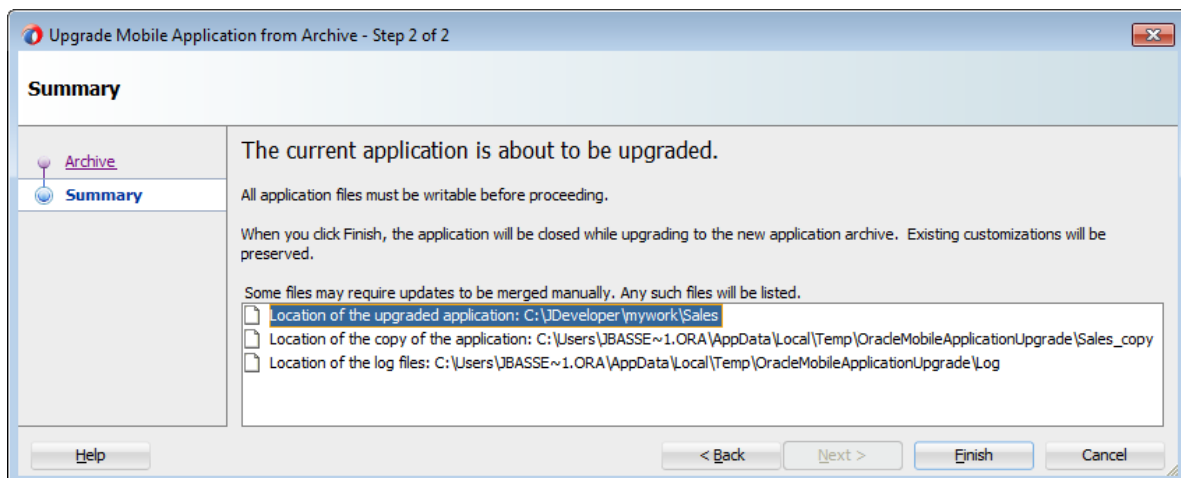 Upgrade Mobile Application from Archive - Step 2 of 2
Summary
Archive
Summary
The current application is about to be upgraded.
All application files must be writable before proceeding.
When you click Finish, the application will be closed while upgrading to the new application archive.  Existing customizations will be
preserved.
Some files may require updates to be merged manually. Any such files will be listed.
Location of the upgraded application: C:\JDeveloper\mywork\Sales
Location of the copy of the application: C:\Users\JBASSE~1.ORA\AppData\Local\Temp\OracleMobileApplicationUpgrade\Sales_copy
Location of the log files: C:\Users\JBASSE~1.ORA\AppData\Local\Temp\OracleMobileApplicationUpgrade\Log
Help
< Back
Next >
Finish
Cancel